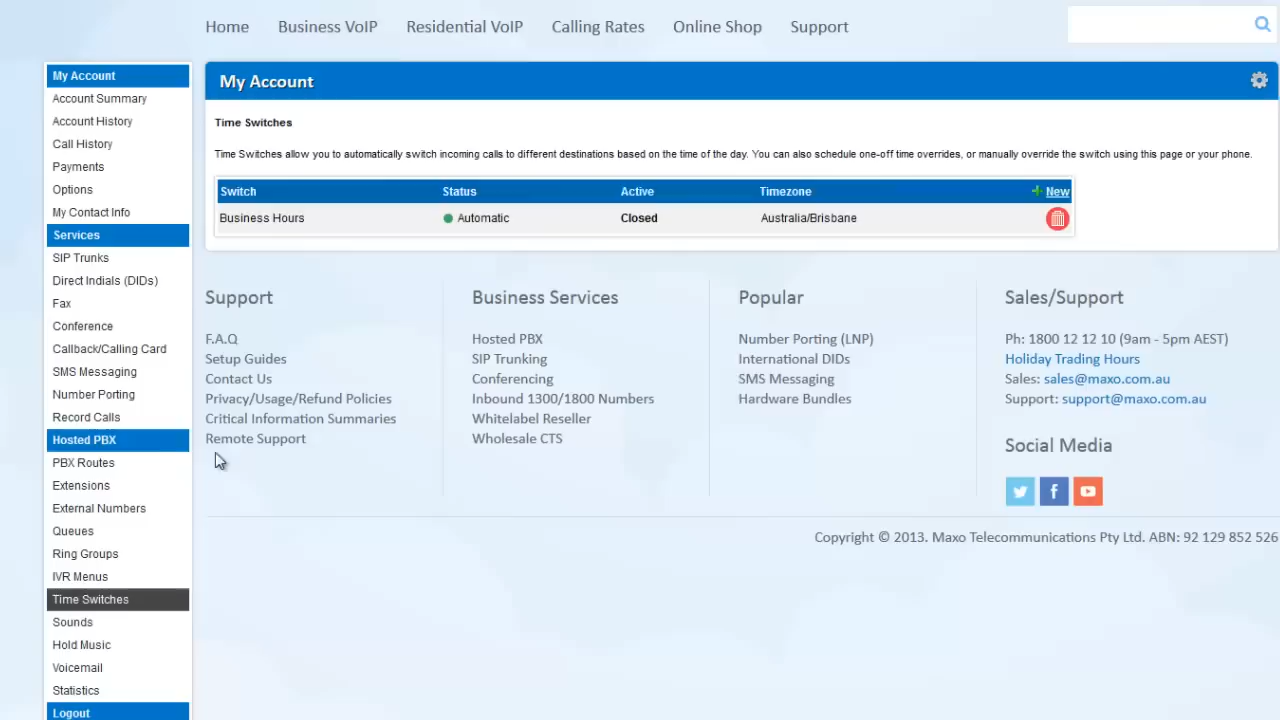 Home Business VoIP Residential VoIP Calling Rates Online Shop Support
My Account
Account Summary
Account History
Call History
Payments
Options
My Contact Info
Services
SIP Trunks
Direct Indials (DIDs)
Fax
Conference
Callback/Calling Card
SMS Messaging
Number Porting
Record Calls
Hosted PBX
PBX Routes
Extensions
External Numbers
Queues
Ring Groups
IVR Menus
Time Switches
Sounds
Hold Music
Voicemail
Statistics
Logout
My Account
Time Switches
Time Switches allow you to automatically switch incoming calls to different destinations based on the time of the day. You can also schedule one-off time overrides, or manually override the switch using this page or your phone.
Switch Status Active Timezone New
Business Hours Automatic Closed Australia/Brisbane
Support
F.A.Q
Setup Guides
Contact Us
Privacy/Usage/Refund Policies
Critical Information Summaries
Remote Support
Business Services
Hosted PBX
SIP Trunking
Conferencing
Inbound 1300/1800 Numbers
Whitelabel Reseller
Wholesale CTS
Popular
Number Porting (LNP)
International DIDs
SMS Messaging
Hardware Bundles
Sales/Support
Ph: 1800 12 12 10 (9am - 5pm AEST)
Holiday Trading Hours
Sales: sales@maxo.com.au
Support: support@maxo.com.au
Social Media
Copyright © 2013. Maxo Telecommunications Pty Ltd. ABN: 92 129 852 526